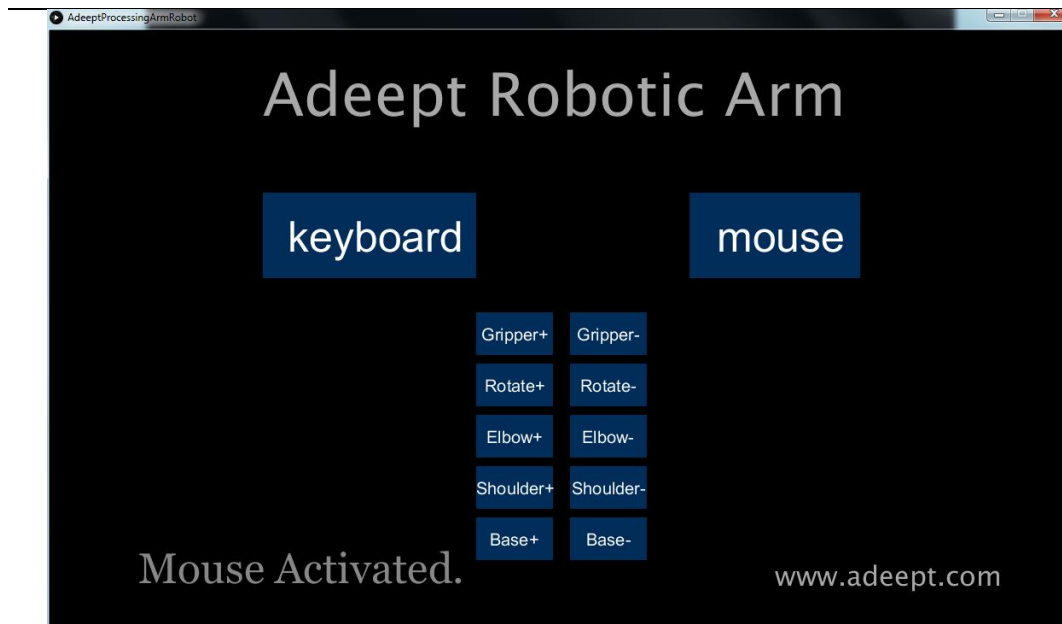 AdeeptProcessingArmRobot
Adeept Robotic Arm
keyboard mouse
Gripper+ Gripper-
Rotate+ Rotate-
Elbow+ Elbow-
Shoulder+ Shoulder-
Base+ Base-
Mouse Activated.
www.adeept.com